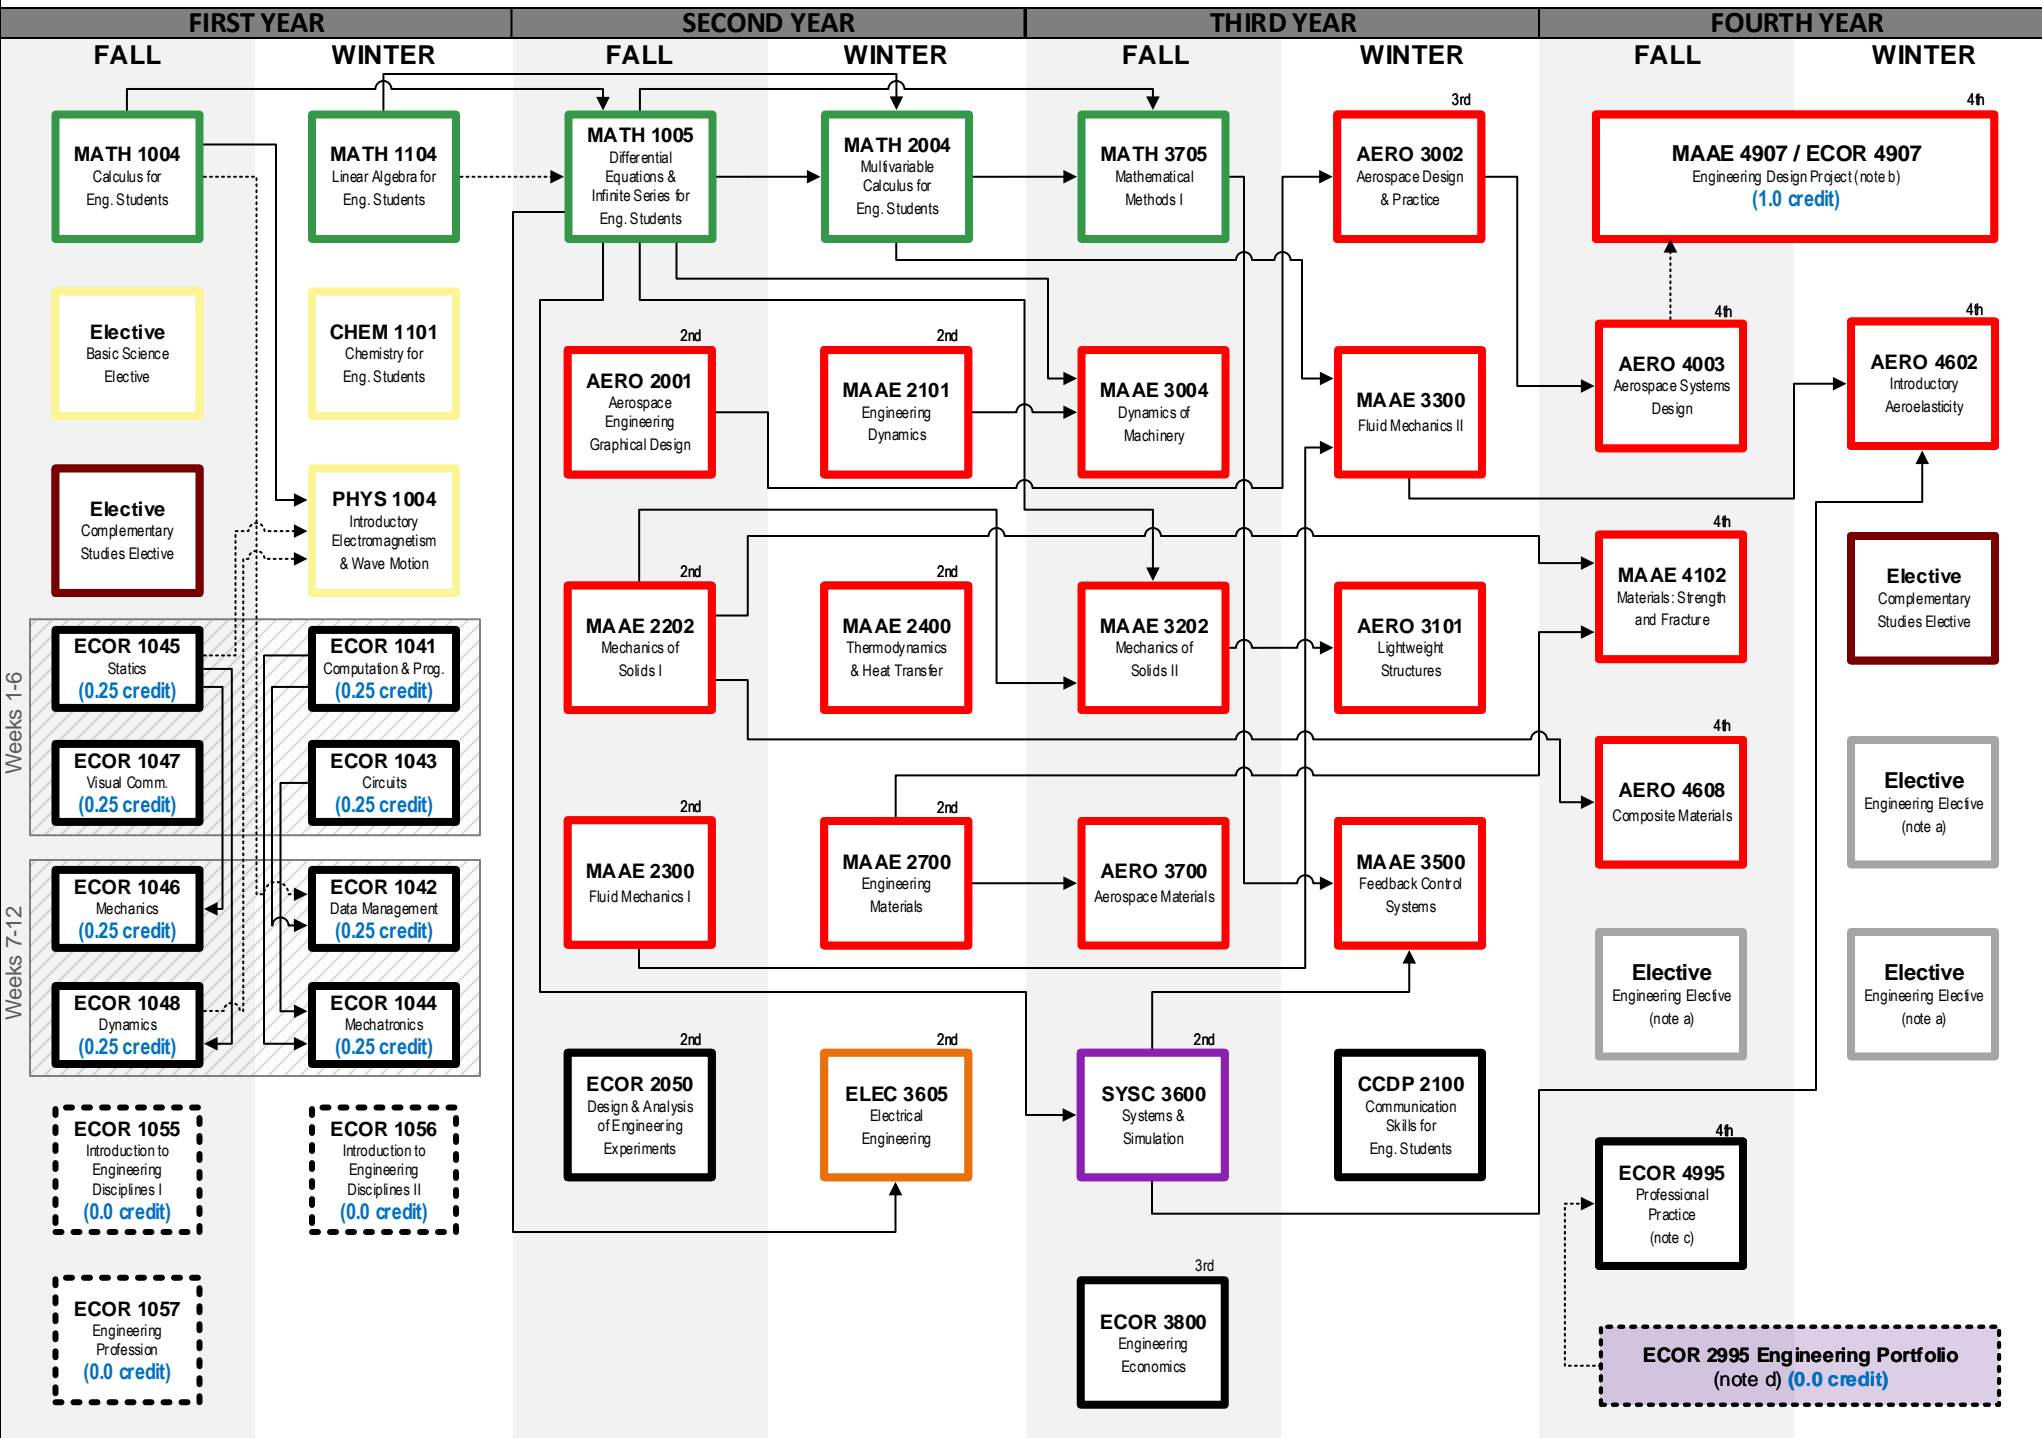 FIRST YEAR
SECOND YEAR
THIRD YEAR
FOURTH YEAR
FALL
WINTER
FALL
WINTER
FALL
WINTER
FALL
WINTER
MATH 1004
Calculus for
Eng. Students
MATH 1104
Linear Algebra for
Eng. Students
MATH 1005
Differential
Equations &
Infinite Series for
Eng. Students
MATH 2004
Multivariable
Calculus for
Eng. Students
MATH 3705
Mathematical
Methods I
3rd
AERO 3002
Aerospace Design
& Practice
4th
MAAE 4907 / ECOR 4907
Engineering Design Project (note b)
(1.0 credit)
Elective
Basic Science
Elective
CHEM 1101
Chemistry for
Eng. Students
2nd
AERO 2001
Aerospace
Engineering
Graphical Design
2nd
MAAE 2101
Engineering
Dynamics
MAAE 3004
Dynamics of
Machinery
MAAE 3300
Fluid Mechanics II
4th
AERO 4003
Aerospace Systems
Design
4th
AERO 4602
Introductory
Aeroelasticity
Elective
Complementary
Studies Elective
PHYS 1004
Introductory
Electromagnetism
& Wave Motion
2nd
MAAE 2202
Mechanics of
Solids I
2nd
MAAE 2400
Thermodynamics
& Heat Transfer
MAAE 3202
Mechanics of
Solids II
AERO 3101
Lightweight
Structures
4th
MAAE 4102
Materials: Strength
and Fracture
Elective
Complementary
Studies Elective
Weeks 1-6
ECOR 1045
Statics
(0.25 credit)
ECOR 1041
Computation & Prog.
(0.25 credit)
ECOR 1047
Visual Comm.
(0.25 credit)
ECOR 1043
Circuits
(0.25 credit)
2nd
MAAE 2300
Fluid Mechanics I
2nd
MAAE 2700
Engineering
Materials
AERO 3700
Aerospace Materials
MAAE 3500
Feedback Control
Systems
4th
AERO 4608
Composite Materials
Elective
Engineering Elective
(note a)
Weeks 7-12
ECOR 1046
Mechanics
(0.25 credit)
ECOR 1042
Data Management
(0.25 credit)
ECOR 1048
Dynamics
(0.25 credit)
ECOR 1044
Mechatronics
(0.25 credit)
Elective
Engineering Elective
(note a)
Elective
Engineering Elective
(note a)
2nd
ECOR 2050
Design & Analysis
of Engineering
Experiments
2nd
ELEC 3605
Electrical
Engineering
2nd
SYSC 3600
Systems &
Simulation
CCDP 2100
Communication
Skills for
Eng. Students
4th
ECOR 4995
Professional
Practice
(note c)
ECOR 1055
Introduction to
Engineering
Disciplines I
(0.0 credit)
ECOR 1056
Introduction to
Engineering
Disciplines II
(0.0 credit)
ECOR 1057
Engineering
Profession
(0.0 credit)
3rd
ECOR 3800
Engineering
Economics
ECOR 2995 Engineering Portfolio
(note d) (0.0 credit)